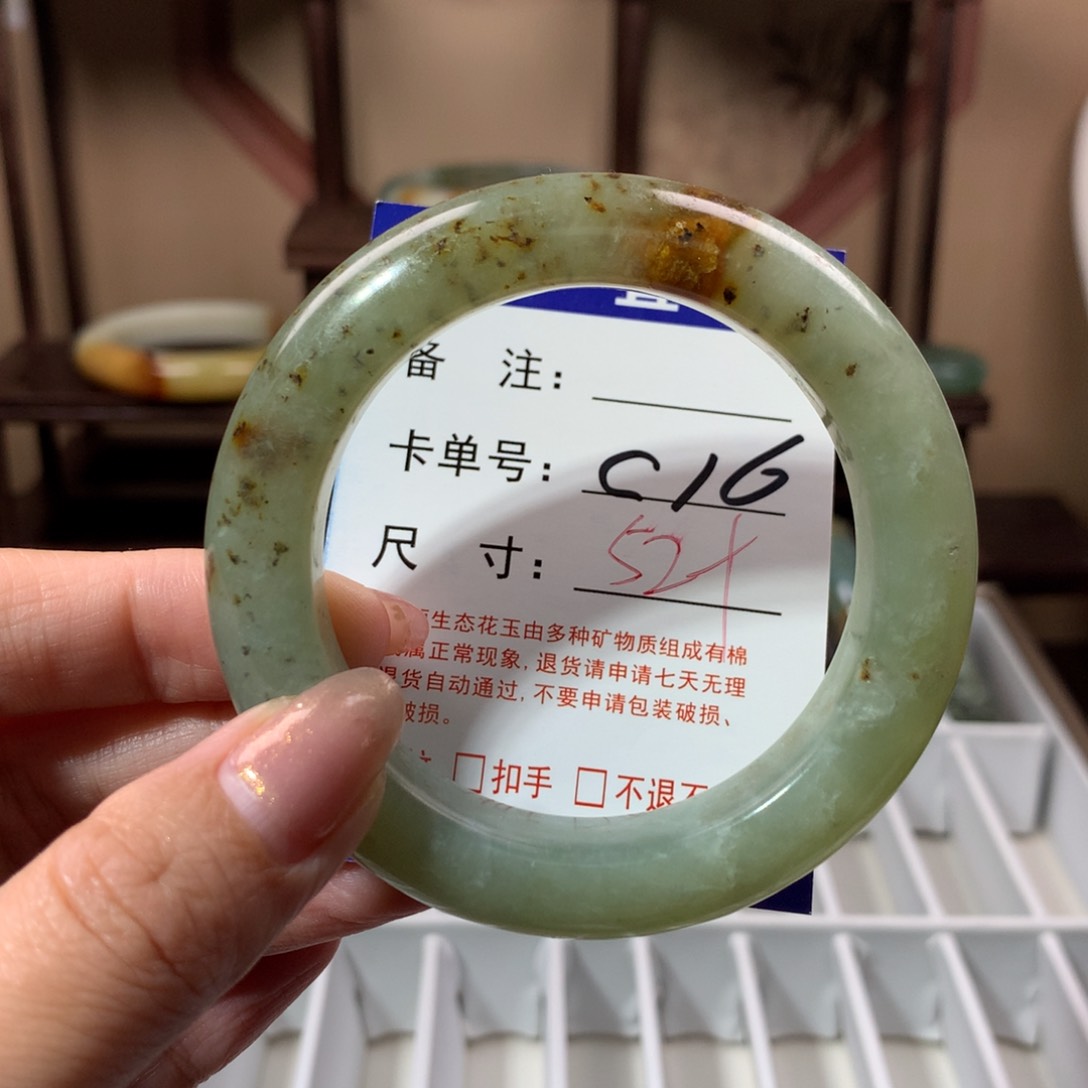 备 注：
卡单号：C16
尺 寸：52
生态花玉由多种矿物质组成有棉
属正常现象，退货请申请七天无理
退货自动通过，不要申请包装破损、
破损。
□扣手 □不退